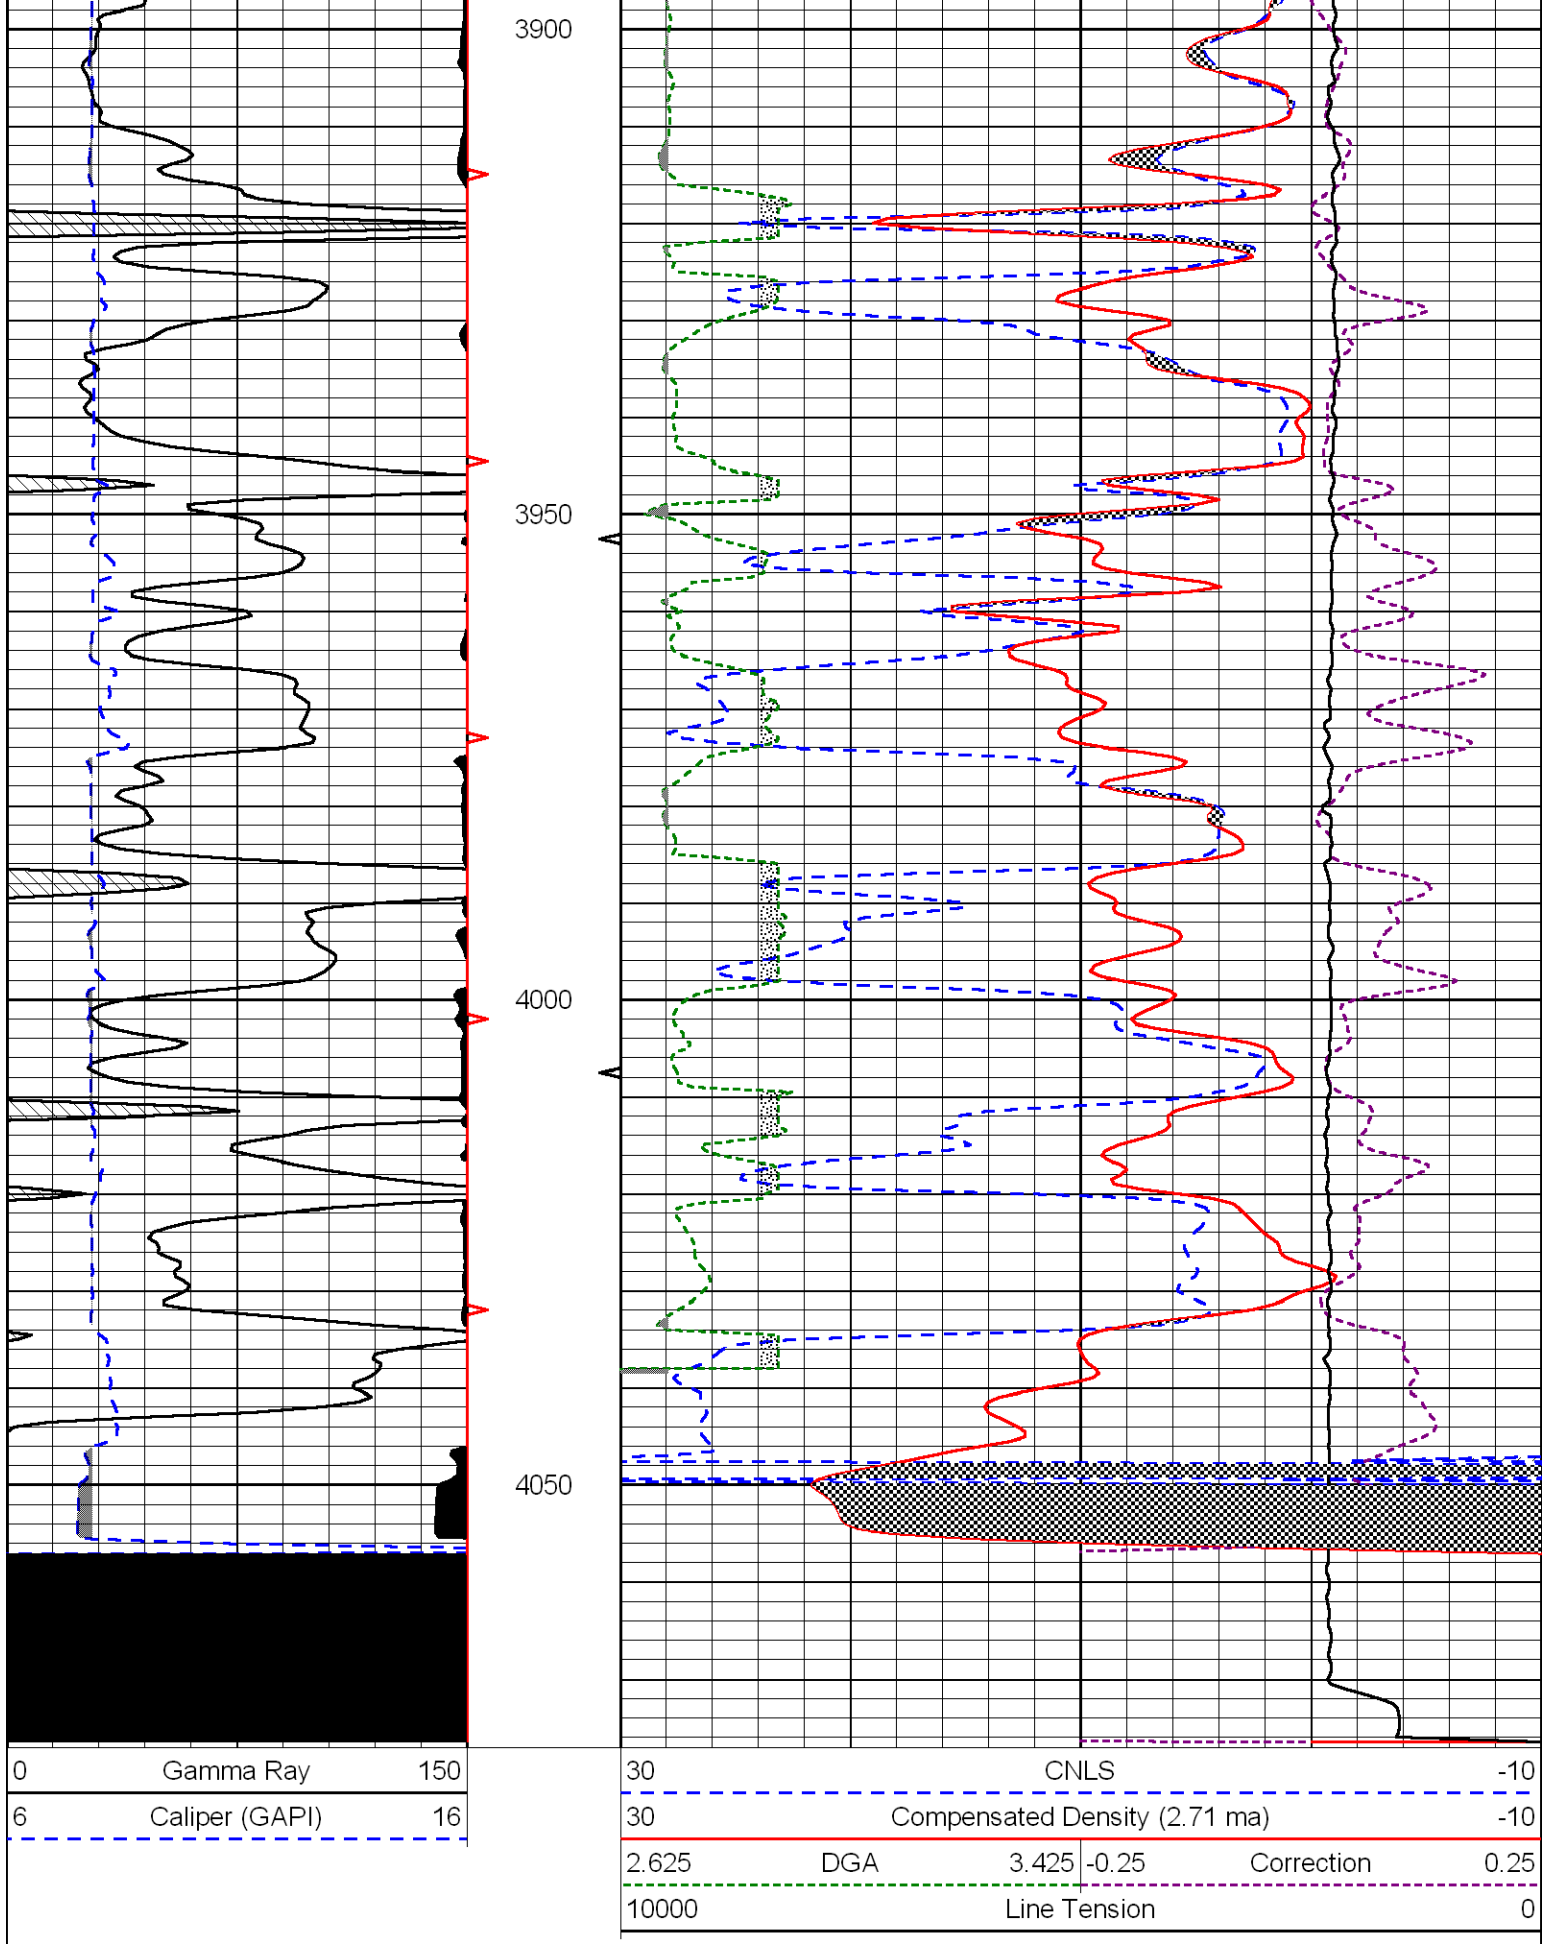 3900
3950
4000
4050
0 Gamma Ray 150
6 Caliper (GAPI) 16
30 CNLS -10
30 Compensated Density (2.71 ma) -10
2.625 DGA 3.425 -0.25 Correction 0.25
10000 Line Tension 0